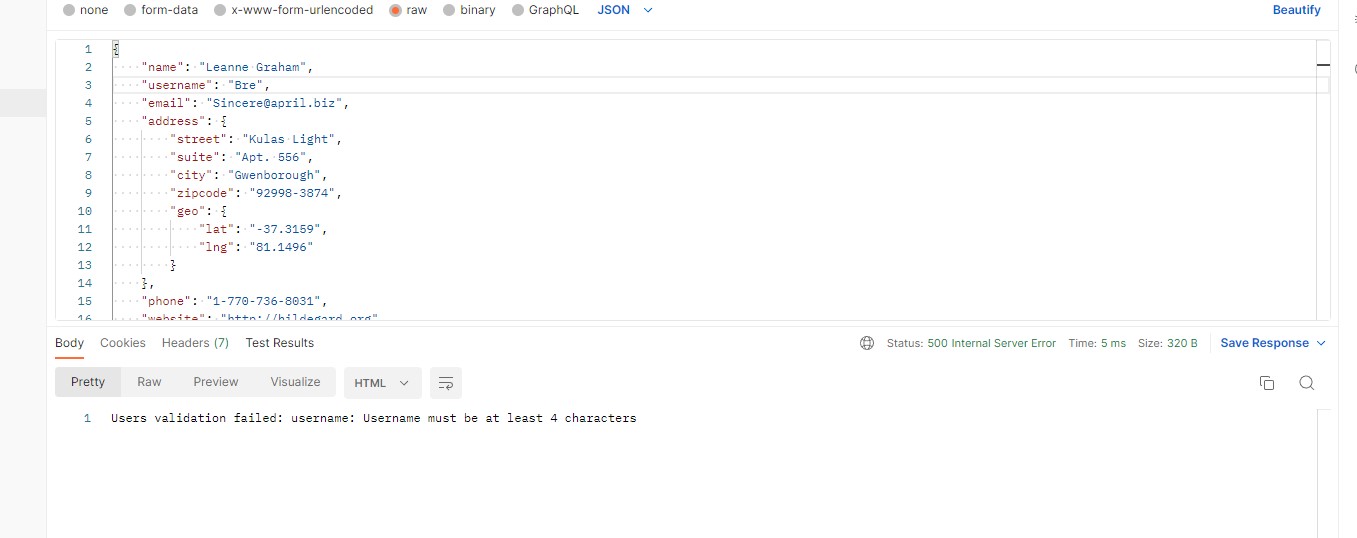 none form-data x-www-form-urlencoded raw binary GraphQL JSON Beautify
1 {
2 "name": "Leanne Graham",
3 "username": "Bre",
4 "email": "Sincere@april.biz",
5 "address": {
6 "street": "Kulas Light",
7 "suite": "Apt. 556",
8 "city": "Gwenborough",
9 "zipcode": "92998-3874",
10 "geo": {
11 "lat": "-37.3159",
12 "lng": "81.1496"
13 }
14 },
15 "phone": "1-770-736-8031",
16 "website": "http://hildegard.org"
Body Cookies Headers (7) Test Results Status: 500 Internal Server Error Time: 5 ms Size: 320 B Save Response
Pretty Raw Preview Visualize HTML
1 Users validation failed: username: Username must be at least 4 characters